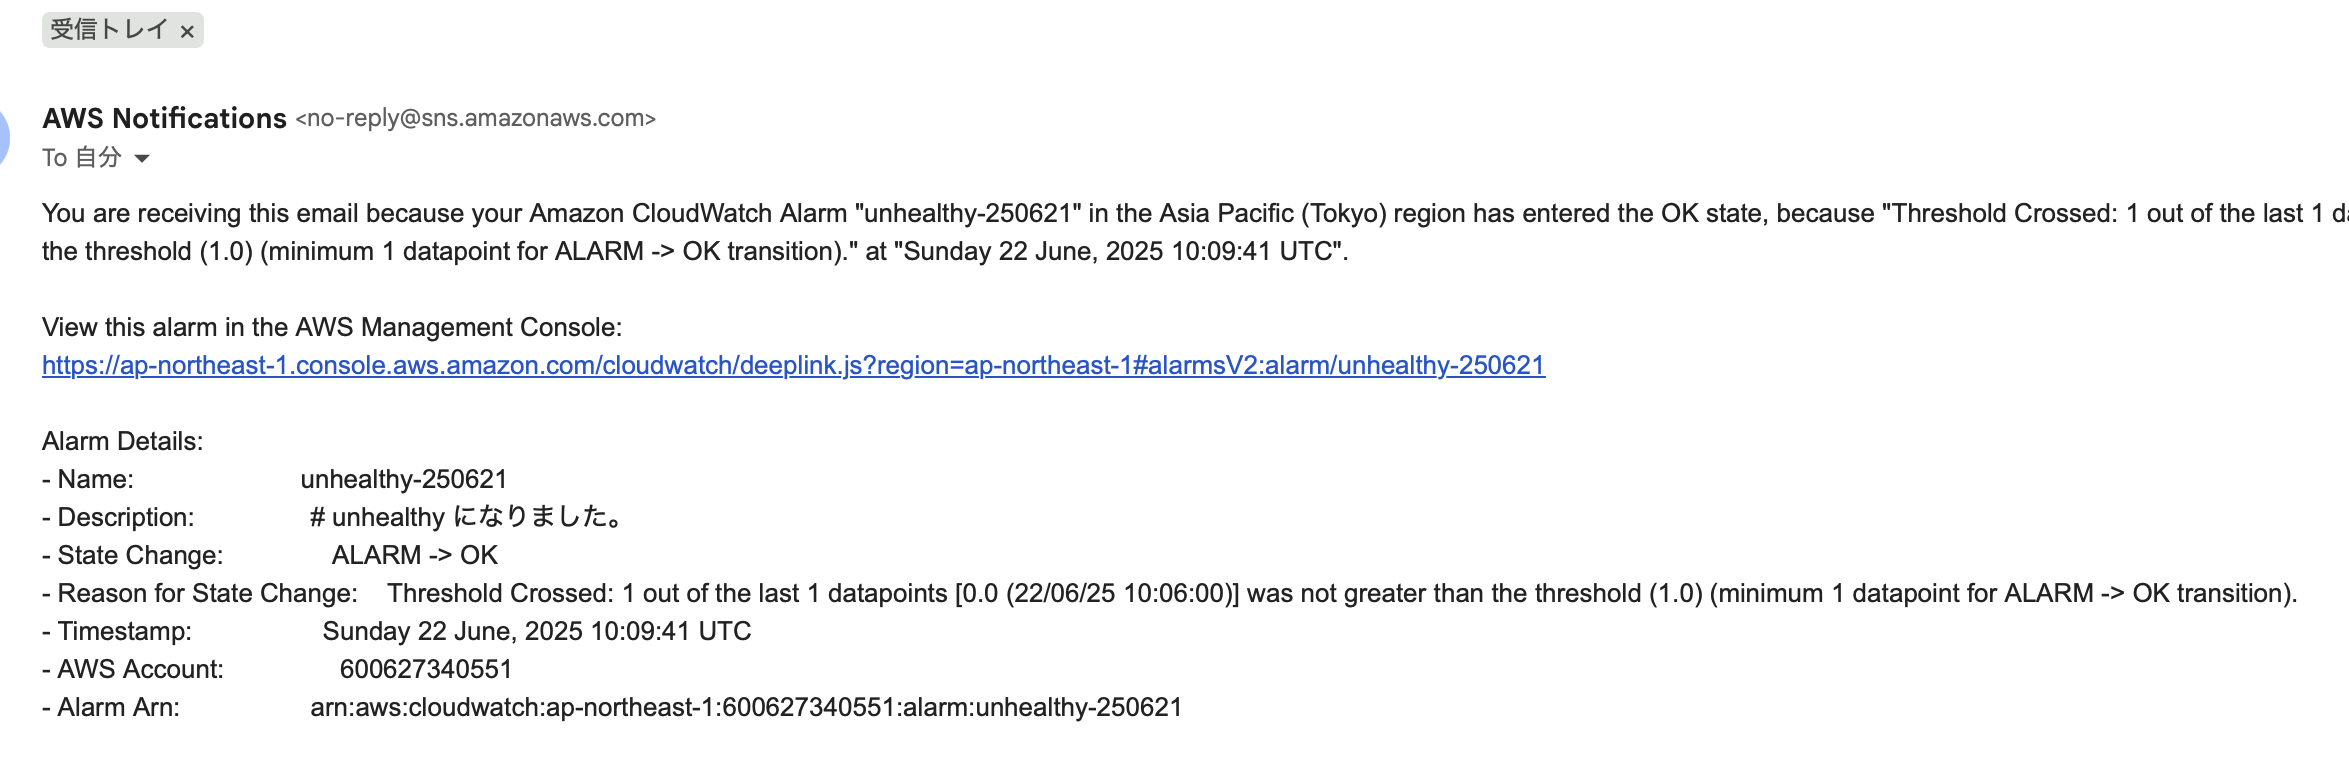 受信トレイ ×
AWS Notifications <no-reply@sns.amazonaws.com>
To 自分
You are receiving this email because your Amazon CloudWatch Alarm "unhealthy-250621" in the Asia Pacific (Tokyo) region has entered the OK state, because "Threshold Crossed: 1 out of the last 1
the threshold (1.0) (minimum 1 datapoint for ALARM -> OK transition)." at "Sunday 22 June, 2025 10:09:41 UTC".
View this alarm in the AWS Management Console:
https://ap-northeast-1.console.aws.amazon.com/cloudwatch/deeplink.js?region=ap-northeast-1#alarmsV2:alarm/unhealthy-250621
Alarm Details:
- Name: unhealthy-250621
- Description: # unhealthy になりました。
- State Change: ALARM -> OK
- Reason for State Change: Threshold Crossed: 1 out of the last 1 datapoints [0.0 (22/06/25 10:06:00)] was not greater than the threshold (1.0) (minimum 1 datapoint for ALARM -> OK transition).
- Timestamp: Sunday 22 June, 2025 10:09:41 UTC
- AWS Account: 600627340551
- Alarm Arn: arn:aws:cloudwatch:ap-northeast-1:600627340551:alarm:unhealthy-250621